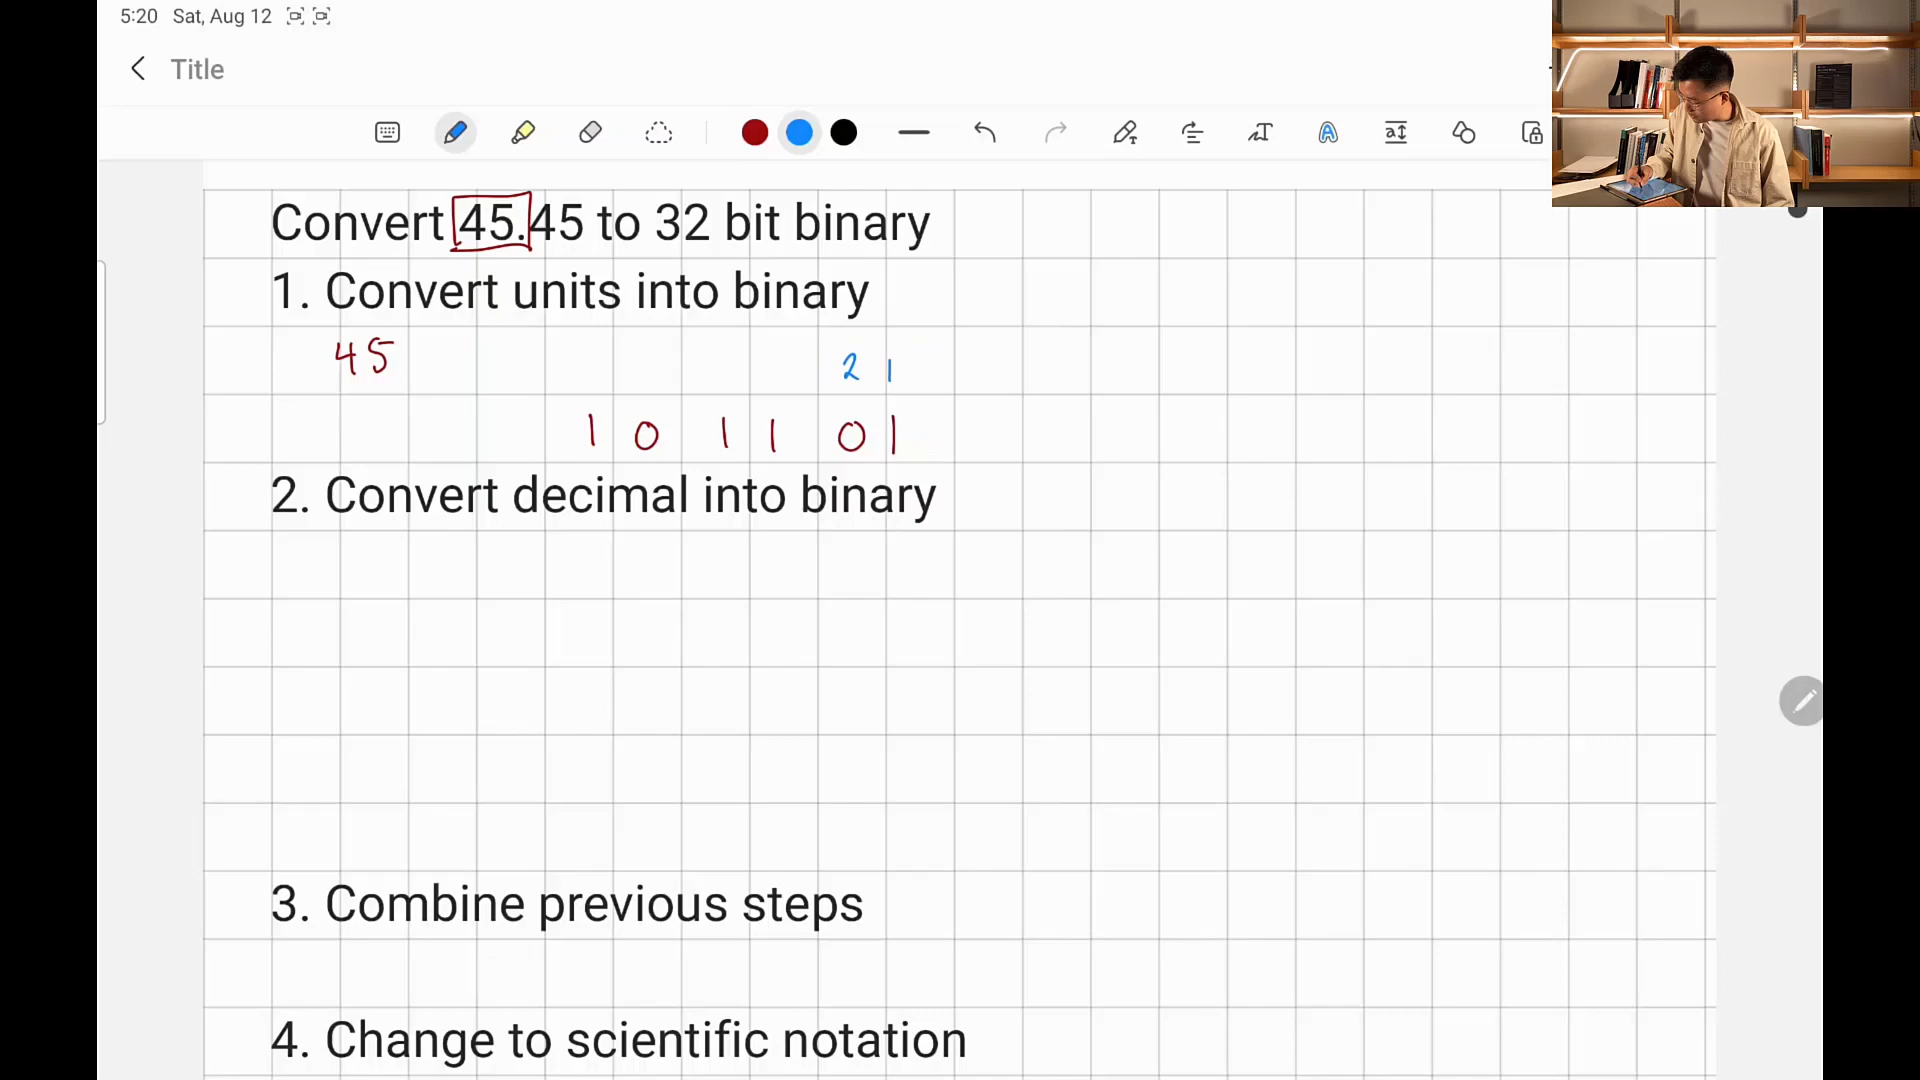 5:20 Sat, Aug 12
Title
Convert 45.45 to 32 bit binary
1. Convert units into binary
45
2 1
1 0 1 1 0 1
2. Convert decimal into binary
3. Combine previous steps
4. Change to scientific notation